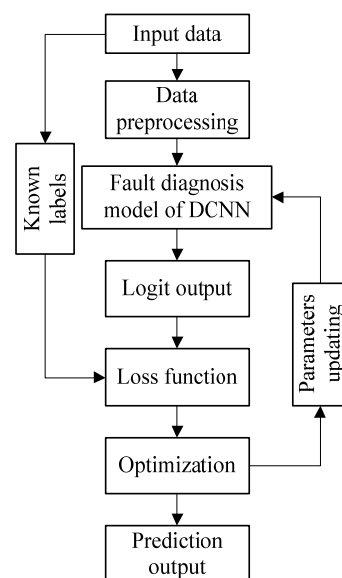 Input data
Data
preprocessing
Known
labels
Fault diagnosis
model of DCNN
Logit output
Parameters
updating
Loss function
Optimization
Prediction
output